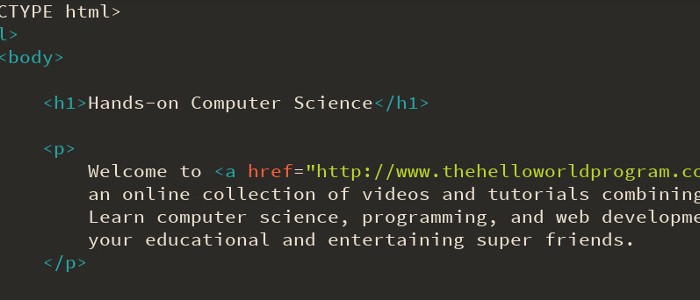 CTYPE html>
l>
<body>
<h1>Hands-on Computer Science</h1>
<p>
Welcome to <a href="http://www.thehelloworldprogram.co
an online collection of videos and tutorials combining
Learn computer science, programming, and web developme
your educational and entertaining super friends.
</p>